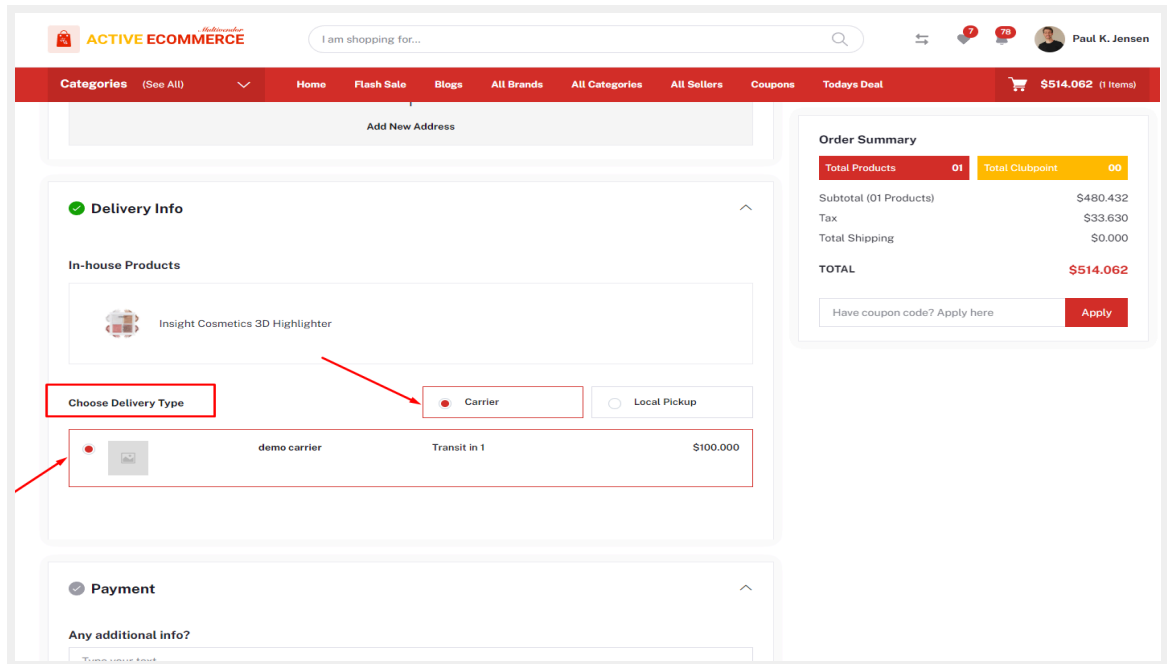 Multivendor
ACTIVE ECOMMERCE
I am shopping for...
7
78
Paul K. Jensen
Categories (See All)
Home Flash Sale Blogs All Brands All Categories All Sellers Coupons Todays Deal
$514.062 (1 Items)
Add New Address
Delivery Info
In-house Products
Insight Cosmetics 3D Highlighter
Choose Delivery Type
Carrier
Local Pickup
demo carrier Transit in 1 $100.000
Payment
Any additional info?
Type your text
Order Summary
Total Products 01
Total Clubpoint 00
Subtotal (01 Products) $480.432
Tax $33.630
Total Shipping $0.000
TOTAL $514.062
Have coupon code? Apply here
Apply